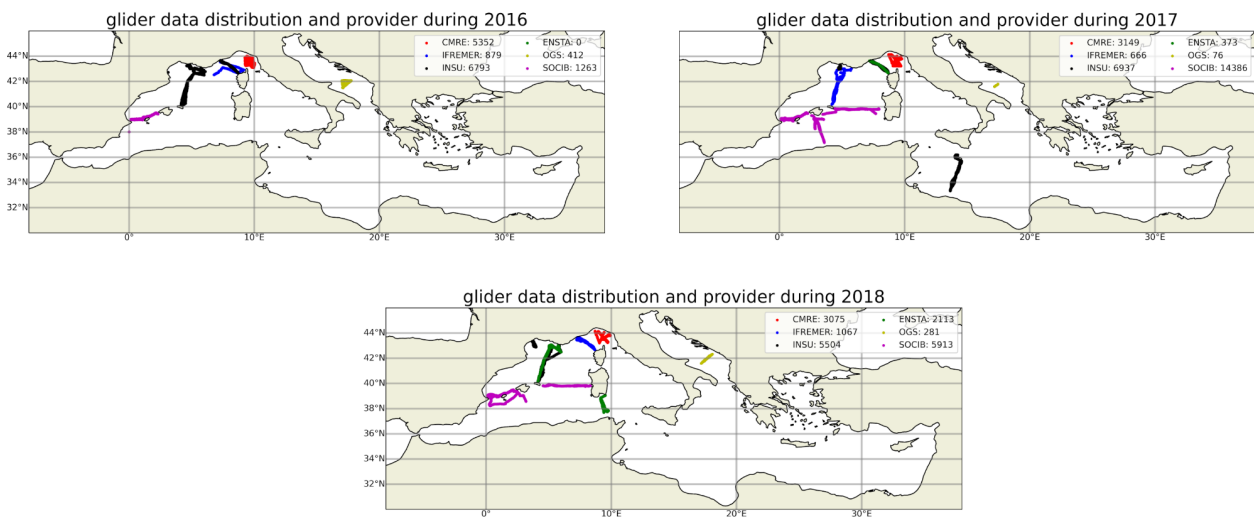 glider data distribution and provider during 2016
CMRE: 5352 ENSTA: 0
IFREMER: 879 OGS: 412
INSU: 6793 SOCIB: 1263
44°N
42°N
40°N
38°N
36°N
34°N
32°N
0° 10°E 20°E 30°E
glider data distribution and provider during 2017
CMRE: 3149 ENSTA: 373
IFREMER: 666 OGS: 76
INSU: 6937 SOCIB: 14386
44°N
42°N
40°N
38°N
36°N
34°N
32°N
0° 10°E 20°E 30°E
glider data distribution and provider during 2018
CMRE: 3075 ENSTA: 2113
IFREMER: 1067 OGS: 281
INSU: 5504 SOCIB: 5913
44°N
42°N
40°N
38°N
36°N
34°N
32°N
0° 10°E 20°E 30°E